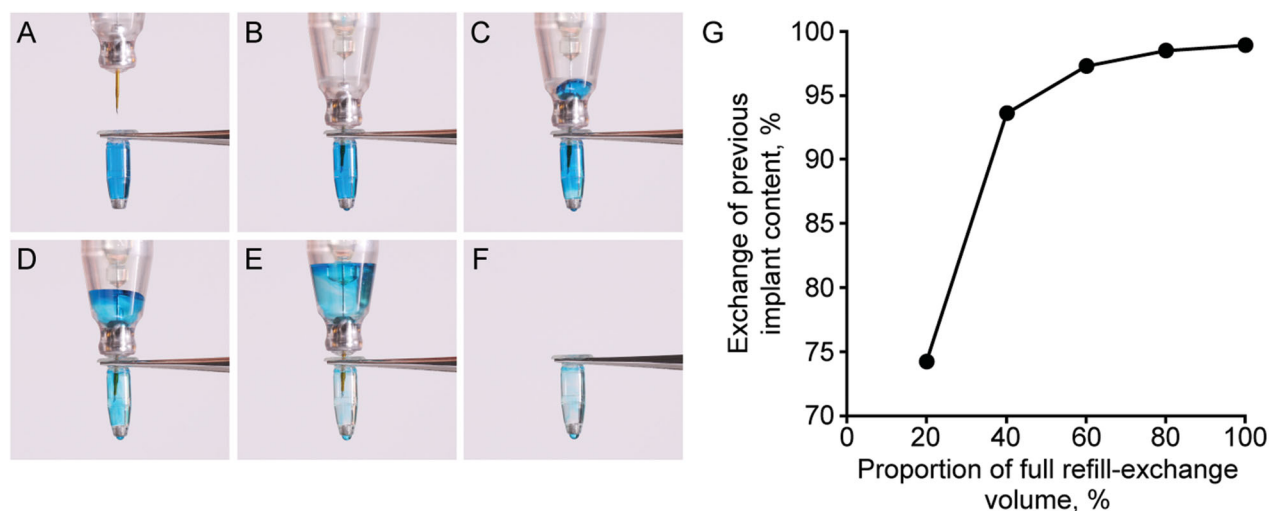 A
B
C
D
E
F
G
100
95
90
85
80
75
70
0
20
40
60
80
100
Exchange of previous
implant content, %
Proportion of full refill-exchange
volume, %